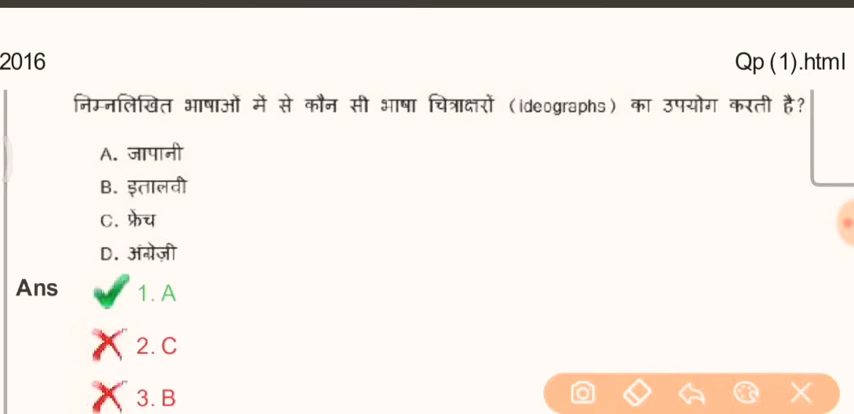 2016 Qp (1).html
निम्नलिखित भाषाओं में से कौन सी भाषा चित्राक्षरों (ideographs) का उपयोग करती है?
A. जापानी
B. इतालवी
C. फ्रेंच
D. अंग्रेज़ी
Ans 1. A
2. C
3. B